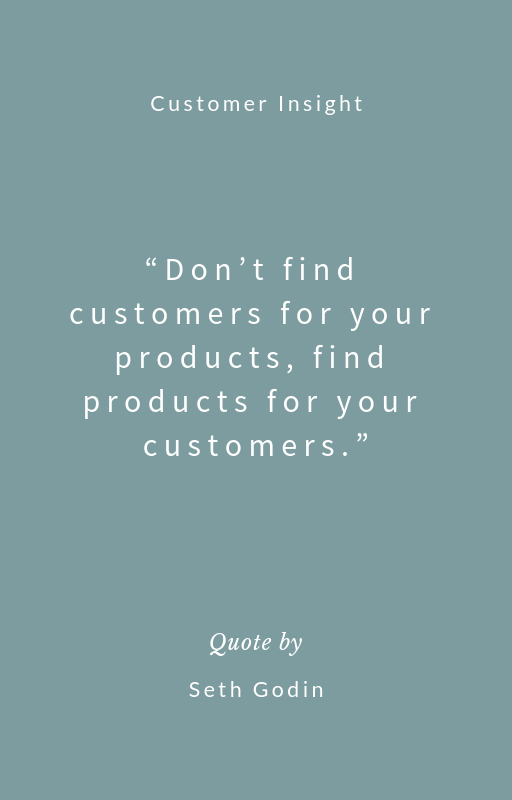 Customer Insight
“Don’t find
customers for your
products, find
products for your
customers.”
Quote by
Seth Godin